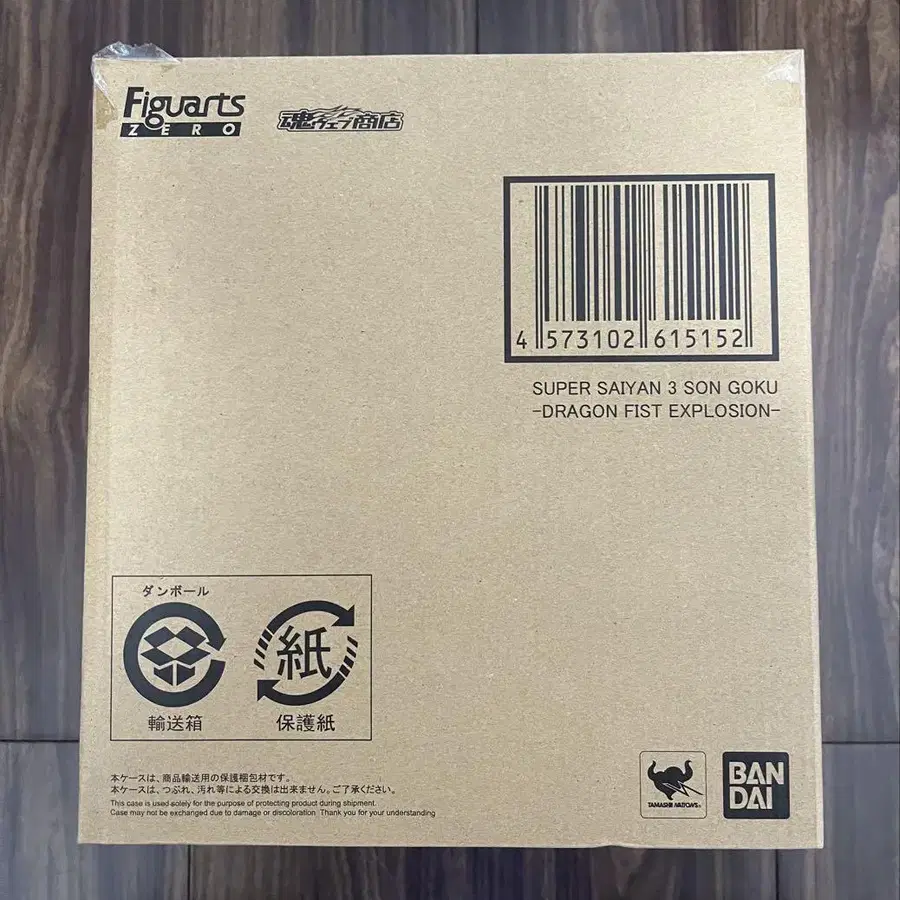 Figuarts
ZERO
魂ウェブ商店
4 573102 615152
SUPER SAIYAN 3 SON GOKU
-DRAGON FIST EXPLOSION-
ダンボール
紙
輸送箱
保護紙
本ケースは、商品輸送用の保護梱包材です。
本ケースは、つぶれ、汚れ等による交換は出来ません。ご了承ください。
This case is used solely for the purpose of protecting product during shipment.
Case may not be exchanged due to damage or discoloration Thank you for your understanding
TAMASHII NATIONS®
BAN
DAI